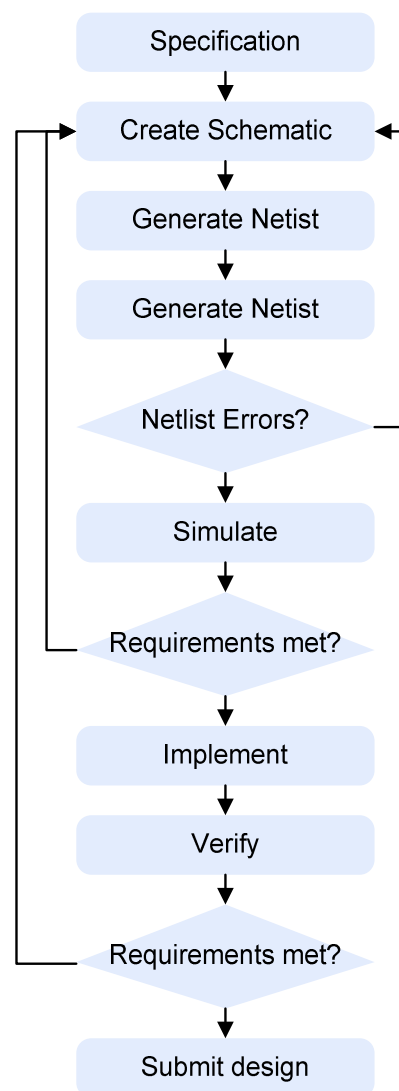 Specification
Create Schematic
Generate Netist
Generate Netist
Netlist Errors?
Simulate
Requirements met?
Implement
Verify
Requirements met?
Submit design